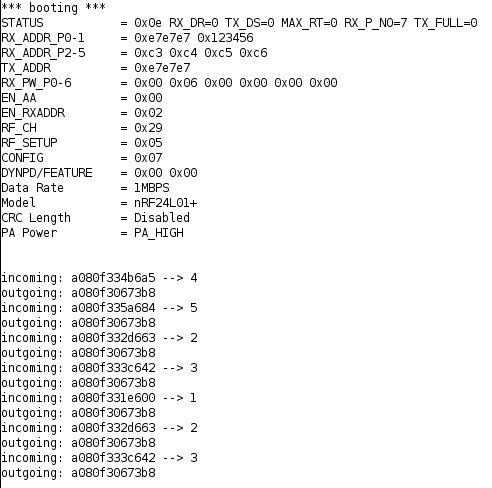 *** booting ***
STATUS = 0x0e RX_DR=0 TX_DS=0 MAX_RT=0 RX_P_NO=7 TX_FULL=0
RX_ADDR_P0-1 = 0xe7e7e7 0x123456
RX_ADDR_P2-5 = 0xc3 0xc4 0xc5 0xc6
TX_ADDR = 0xe7e7e7
RX_PW_P0-6 = 0x00 0x06 0x00 0x00 0x00 0x00
EN_AA = 0x00
EN_RXADDR = 0x02
RF_CH = 0x29
RF_SETUP = 0x05
CONFIG = 0x07
DYNPD/FEATURE = 0x00 0x00
Data Rate = 1MBPS
Model = nRF24L01+
CRC Length = Disabled
PA Power = PA_HIGH
incoming: a080f334b6a5 --> 4
outgoing: a080f30673b8
incoming: a080f335a684 --> 5
outgoing: a080f30673b8
incoming: a080f332d663 --> 2
outgoing: a080f30673b8
incoming: a080f333c642 --> 3
outgoing: a080f30673b8
incoming: a080f331e600 --> 1
outgoing: a080f30673b8
incoming: a080f332d663 --> 2
outgoing: a080f30673b8
incoming: a080f333c642 --> 3
outgoing: a080f30673b8